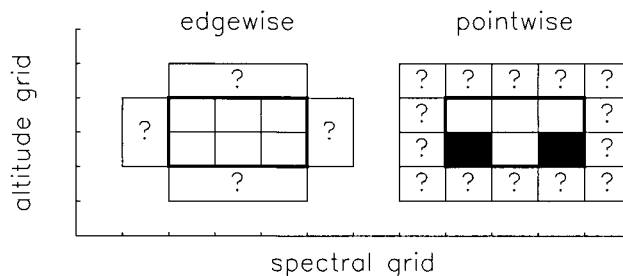 edgewise pointwise
? ? ? ? ? ?
? ? ? ?
? ?
? ? ? ? ? ?
altitude grid
spectral grid